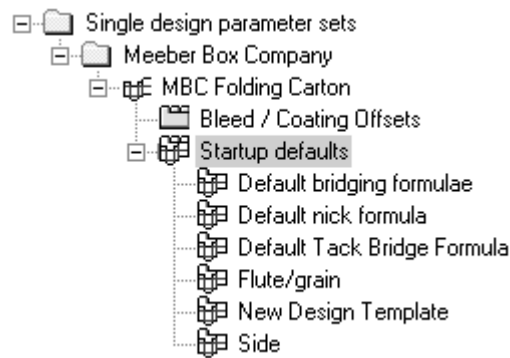 Single design parameter sets
Meeber Box Company
MBC Folding Carton
Bleed / Coating Offsets
Startup defaults
Default bridging formulae
Default nick formula
Default Tack Bridge Formula
Flute/grain
New Design Template
Side